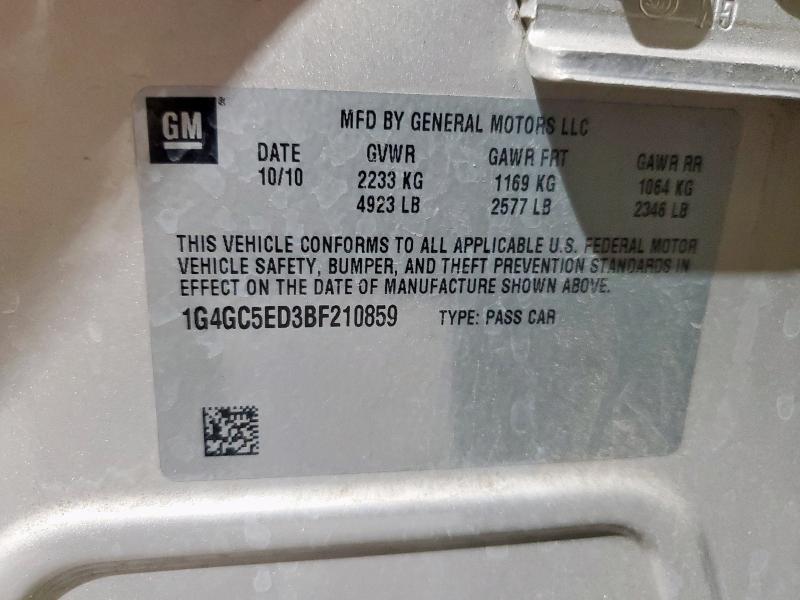 GM
MFD BY GENERAL MOTORS LLC
DATE GVWR GAWR FRT GAWR RR
10/10 2233 KG 1169 KG 1064 KG
4923 LB 2577 LB 2346 LB
THIS VEHICLE CONFORMS TO ALL APPLICABLE U.S. FEDERAL MOTOR
VEHICLE SAFETY, BUMPER, AND THEFT PREVENTION STANDARDS IN
EFFECT ON THE DATE OF MANUFACTURE SHOWN ABOVE.
1G4GC5ED3BF210859 TYPE: PASS CAR